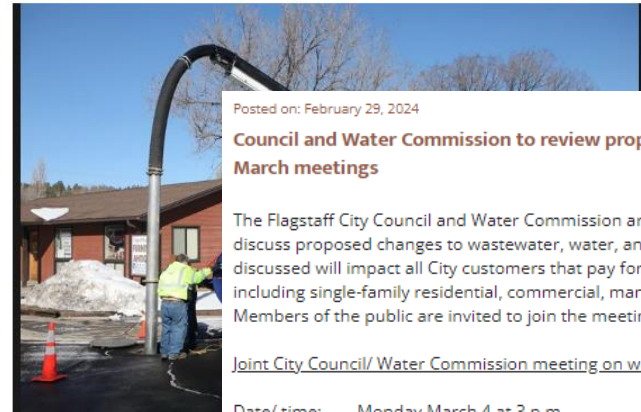 Posted on: February 29, 2024
Council and Water Commission to review prop
March meetings
The Flagstaff City Council and Water Commission ar
discuss proposed changes to wastewater, water, an
discussed will impact all City customers that pay for
including single-family residential, commercial, man
Members of the public are invited to join the meetin
Joint City Council/ Water Commission meeting on w
Date/ time: Monday March 4 at 3 p.m.